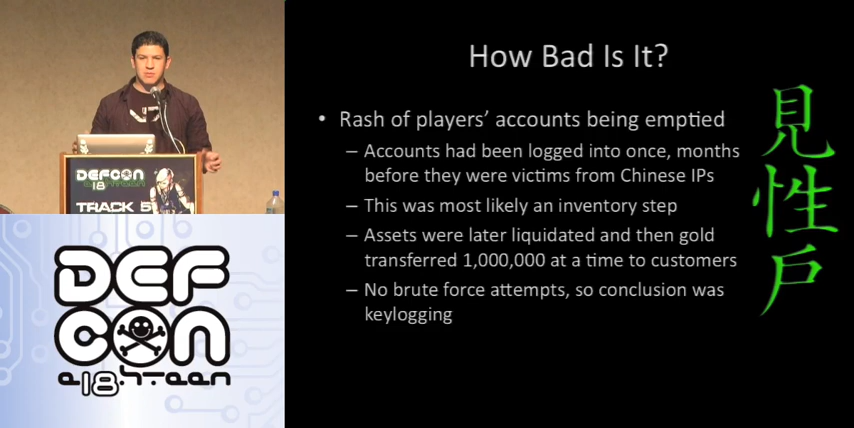 How Bad Is It?
• Rash of players' accounts being emptied
– Accounts had been logged into once, months
before they were victims from Chinese IPs
– This was most likely an inventory step
– Assets were later liquidated and then gold
transferred 1,000,000 at a time to customers
– No brute force attempts, so conclusion was
keylogging
見
性
戶
DEFCON
18
TRACK 5
DEF
CON
18